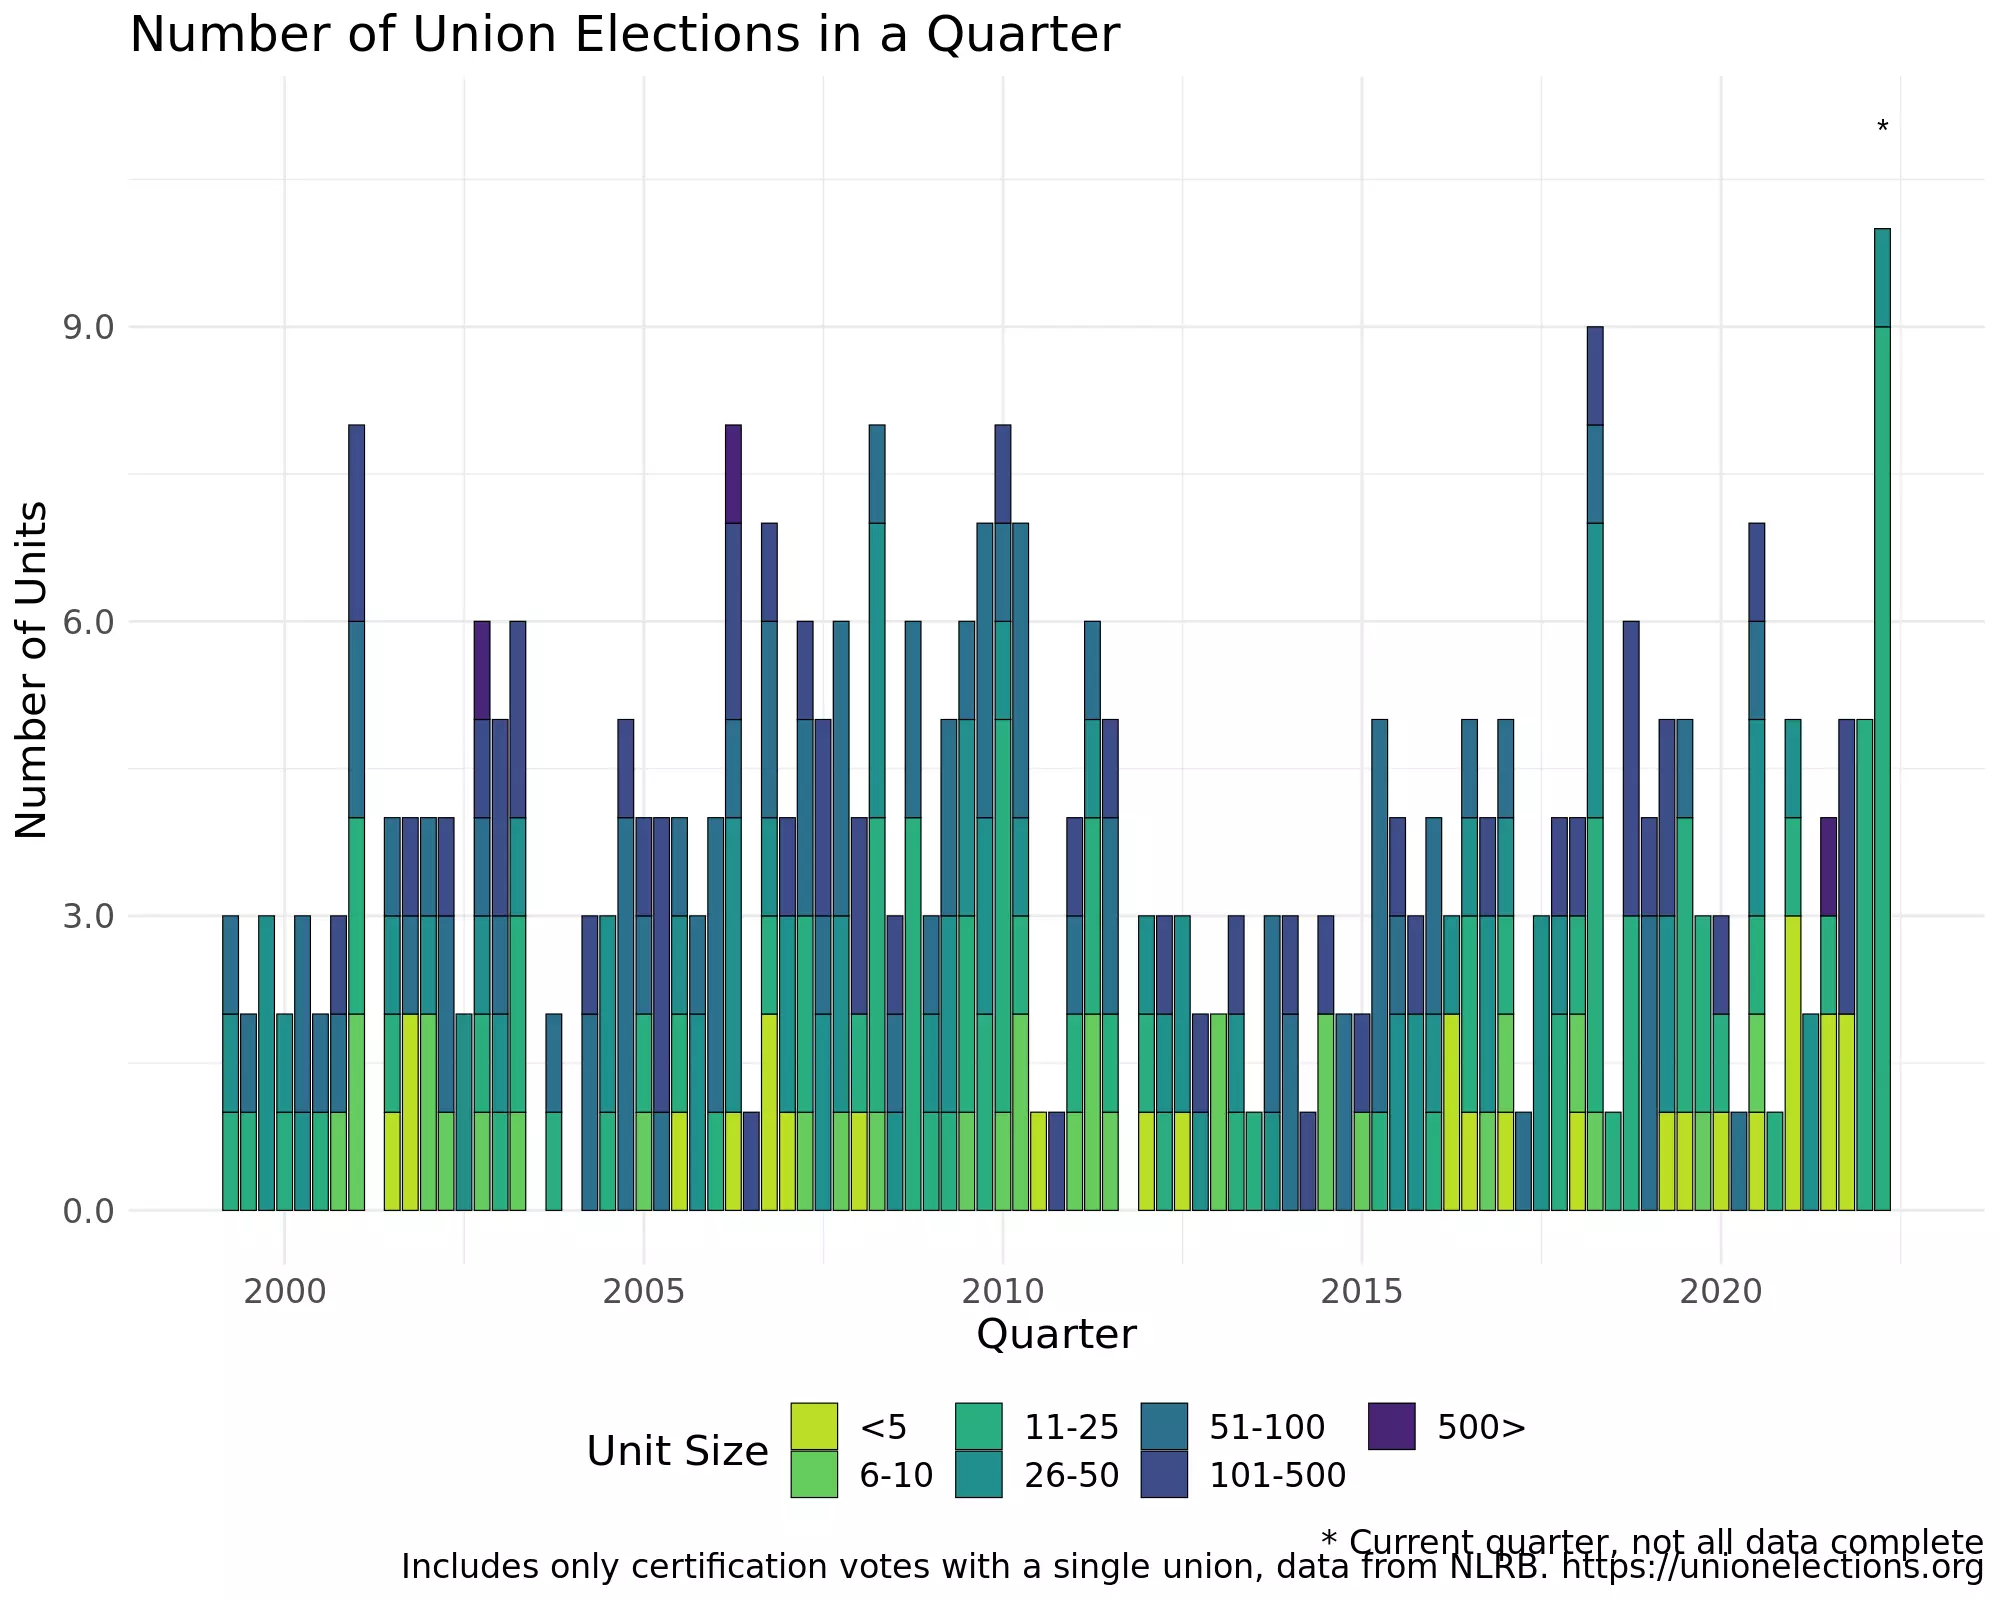 Number of Union Elections in a Quarter
*
9.0
6.0
3.0
0.0
Number of Units
2000 2005 2010 2015 2020
Quarter
Unit Size
<5 11-25 51-100 500>
6-10 26-50 101-500
* Current quarter, not all data complete
Includes only certification votes with a single union, data from NLRB. https://unionelections.org